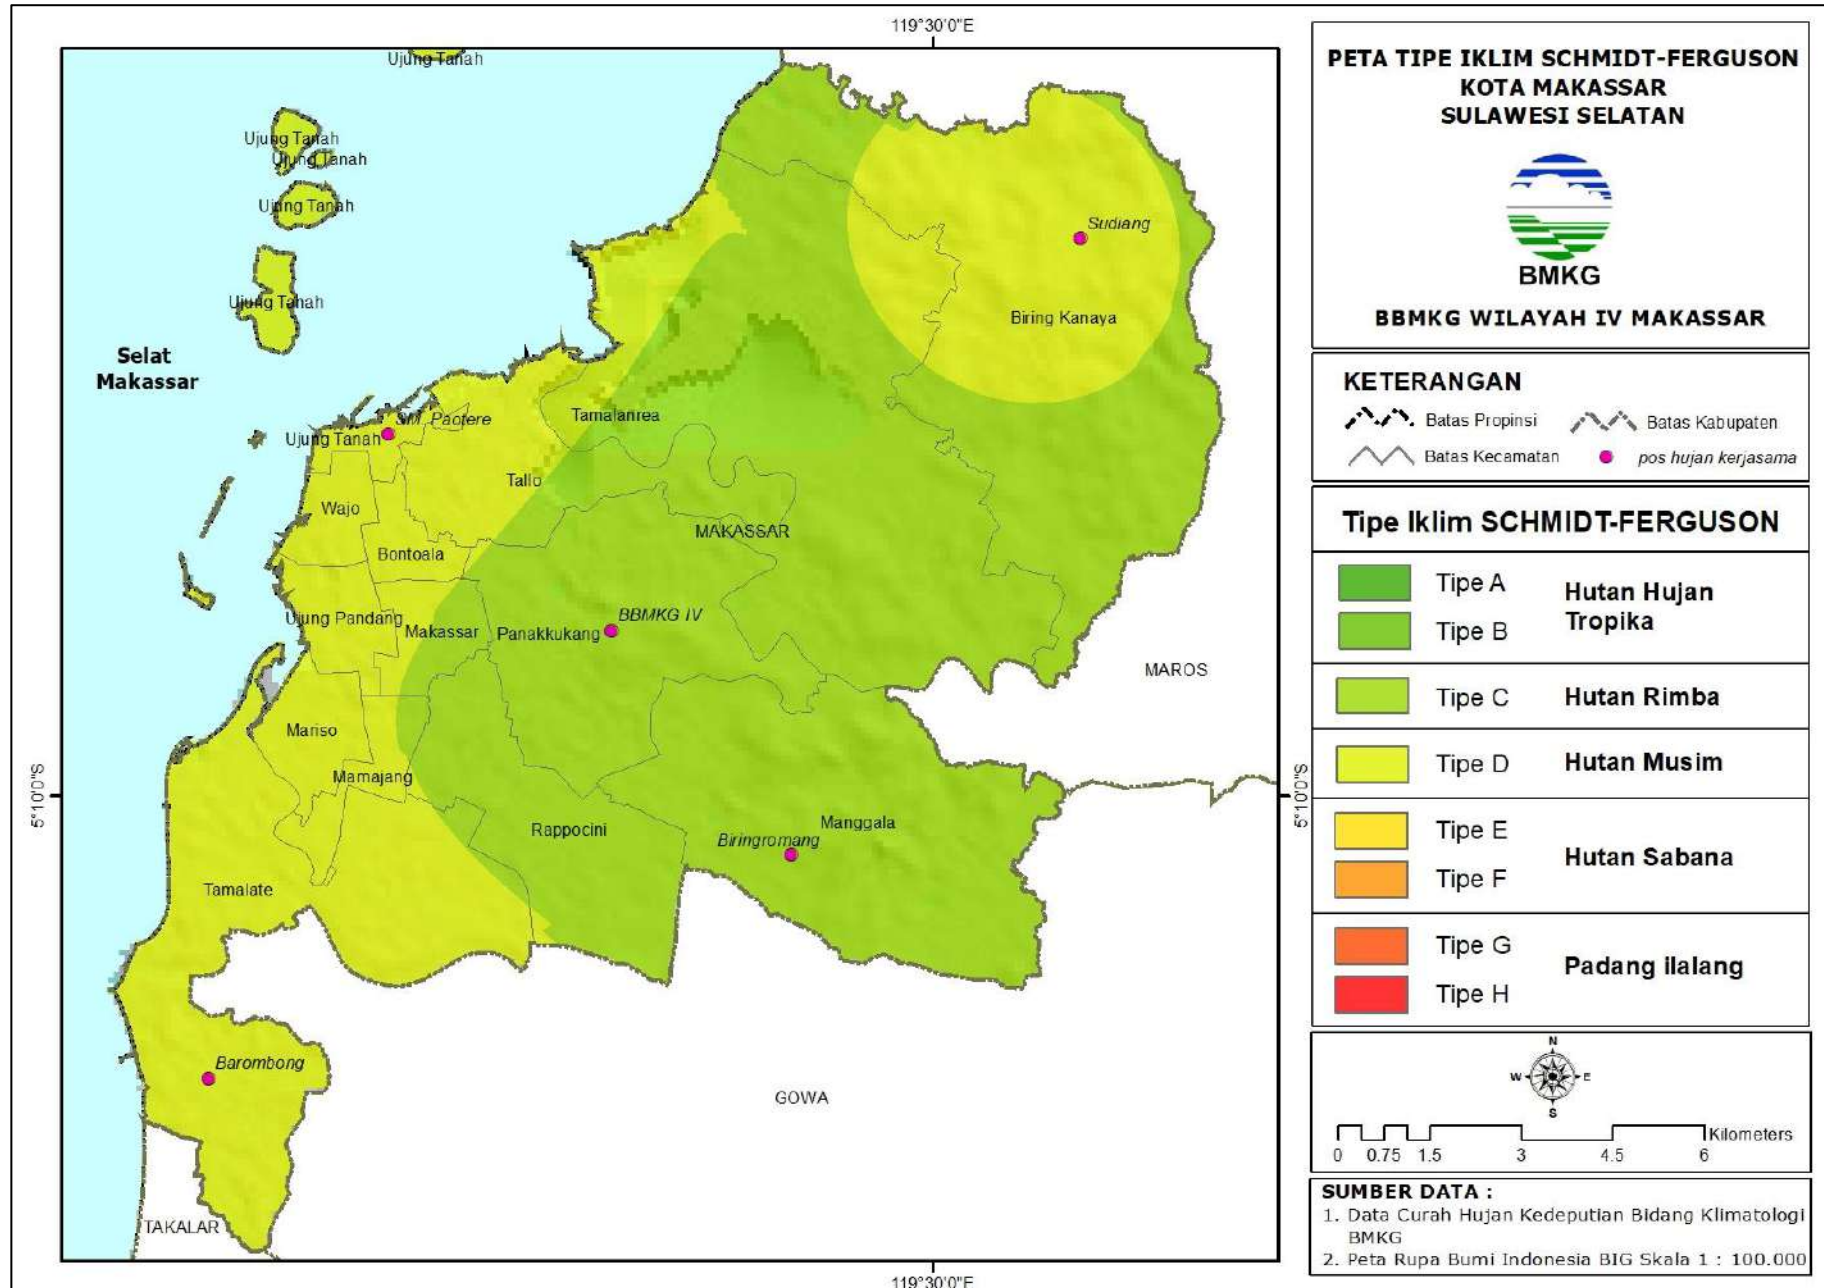 119°30'0"E
Ujung Tanah
Ujung Tanah
Ujung Tanah
Ujung Tanah
Ujung Tanah
Selat
Makassar
Sudiang
Biring Kanaya
Tamalanrea
SM. Paotere
Ujung Tanah
Tallo
Wajo
MAKASSAR
Bontoala
Ujung Pandang
Makassar
Panakkukang
BBMKG IV
MAROS
Mariso
Mamajang
5°10'0"S
5°10'0"S
Rappocini
Manggala
Biringromang
Tamalate
Barombong
GOWA
TAKALAR
119°30'0"E
PETA TIPE IKLIM SCHMIDT-FERGUSON
KOTA MAKASSAR
SULAWESI SELATAN
BMKG
BBMKG WILAYAH IV MAKASSAR
KETERANGAN
Batas Propinsi
Batas Kabupaten
Batas Kecamatan
pos hujan kerjasama
Tipe Iklim SCHMIDT-FERGUSON
Tipe A
Hutan Hujan
Tropika
Tipe B
Tipe C Hutan Rimba
Tipe D Hutan Musim
Tipe E
Hutan Sabana
Tipe F
Tipe G
Padang ilalang
Tipe H
N
W E
S
Kilometers
0 0.75 1.5 3 4.5 6
SUMBER DATA :
1. Data Curah Hujan Kedeputian Bidang Klimatologi
BMKG
2. Peta Rupa Bumi Indonesia BIG Skala 1 : 100.000